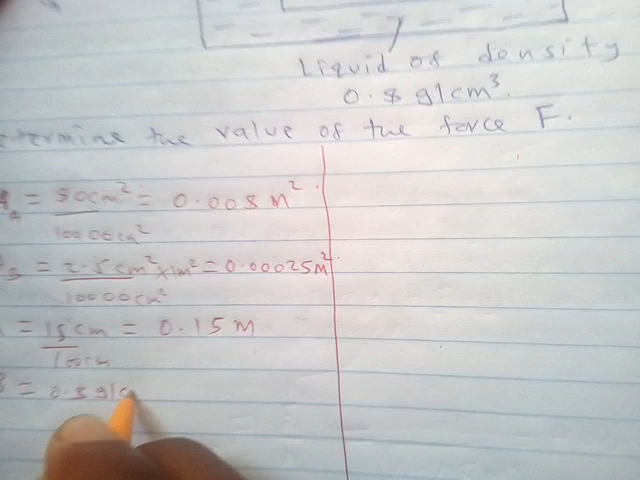 Liquid of density
0.8 g/cm³.
etermine the value of the force F.
A = 50cm² = 0.005 M²
10000cm²
= 2.5cm² × 1m² = 0.00025M²
10000cm²
= 15cm = 0.15 M
100cm
= 0.8 g/c